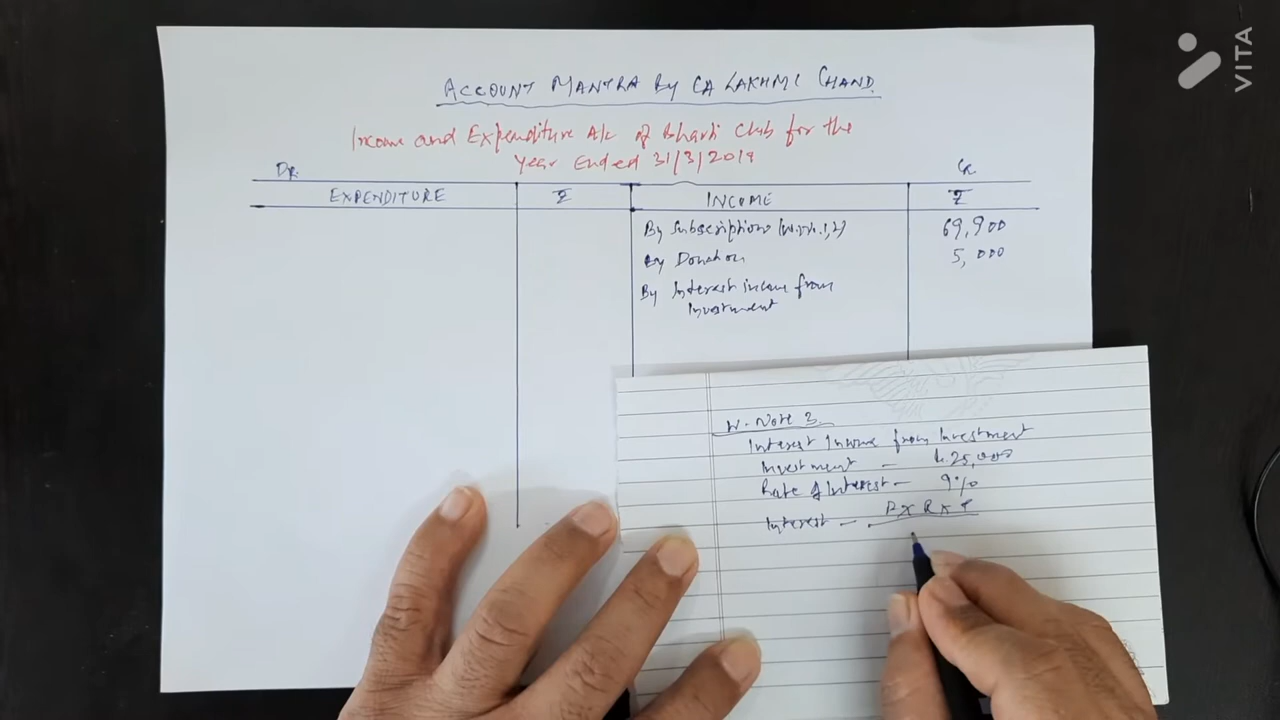 VITA
ACCOUNT MANTRA By CA LAKHMI CHAND
Income and Expenditure A/c of Bharti Club for the
Year Ended 31/3/2019
Dr. Cr.
EXPENDITURE ₹ INCOME ₹
By Subscriptions (W.N. 1,2) 69,900
By Donation 5,000
By Interest income from
Investment
W. Note 3
Interest Income from Investment
Investment - 1,25,000
Rate of Interest - 9%
Interest - P x R x T